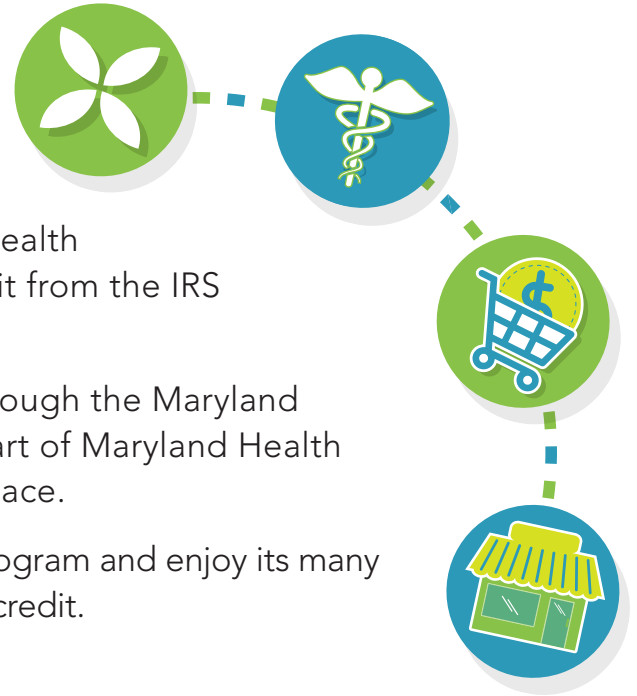 ealth
it from the IRS
ough the Maryland
art of Maryland Health
ace.
ogram and enjoy its many
credit.
$